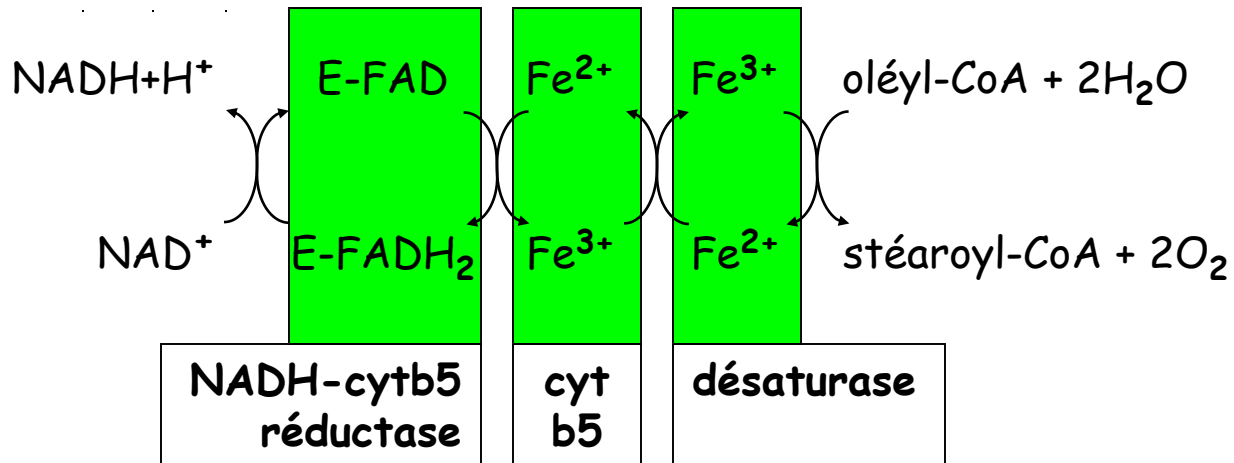 NADH+H⁺ E-FAD Fe²⁺ Fe³⁺ oléyl-CoA + 2H₂O
NAD⁺ E-FADH₂ Fe³⁺ Fe²⁺ stéaroyl-CoA + 2O₂
NADH-cytb5 cyt désaturase
réductase b5